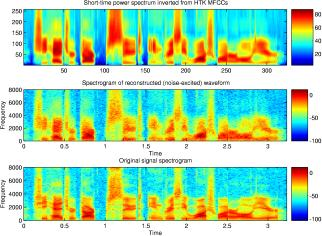 Short-time power spectrum inverted from HTK MFCCs
250
200
150
100
50
50 100 150 200 250 300
80
60
40
20
Spectrogram of reconstructed (noise-excited) waveform
Frequency
8000
6000
4000
2000
0
0 0.5 1 1.5 2 2.5 3
Time
0
-50
-100
Original signal spectrogram
Frequency
8000
6000
4000
2000
0
0 0.5 1 1.5 2 2.5 3
Time
0
-50
-100